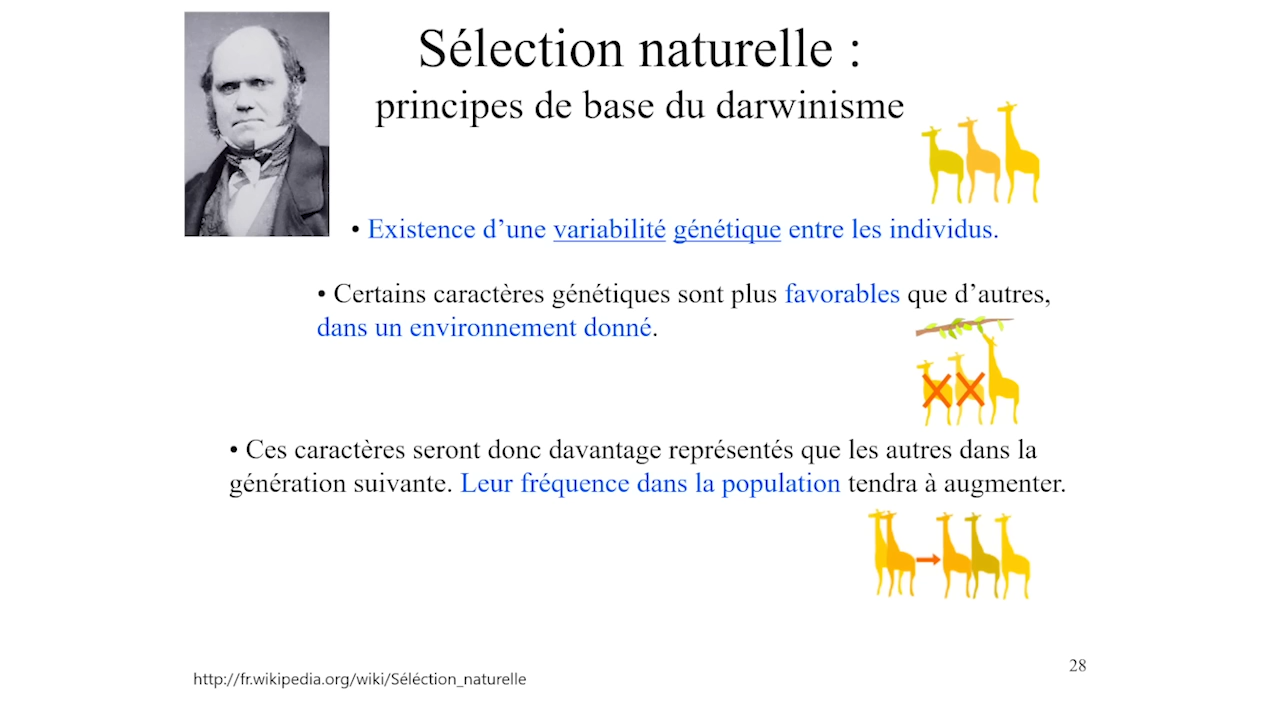 Sélection naturelle :
principes de base du darwinisme
• Existence d’une variabilité génétique entre les individus.
• Certains caractères génétiques sont plus favorables que d’autres,
dans un environnement donné.
• Ces caractères seront donc davantage représentés que les autres dans la
génération suivante. Leur fréquence dans la population tendra à augmenter.
28
http://fr.wikipedia.org/wiki/Séléction_naturelle